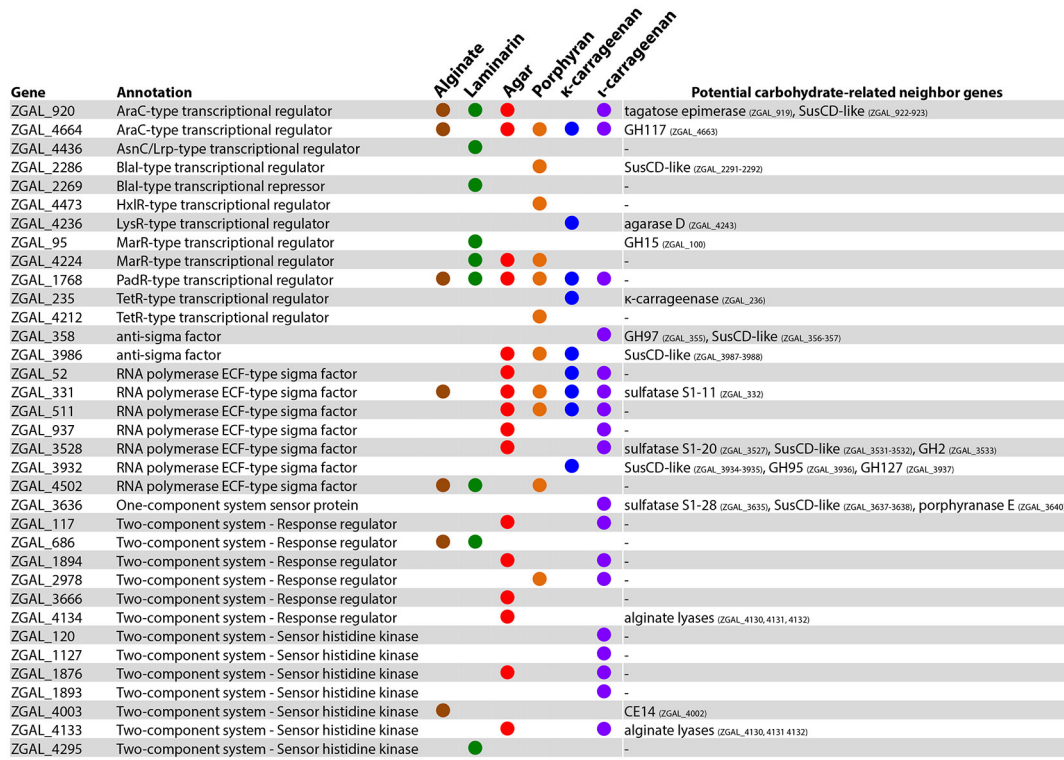 Alginate
Laminarin
Agar
Porphyran
κ-carrageenan
ι-carrageenan
Gene Annotation Potential carbohydrate-related neighbor genes
ZGAL_920 AraC-type transcriptional regulator tagatose epimerase (ZGAL_919), SusCD-like (ZGAL_922-923)
ZGAL_4664 AraC-type transcriptional regulator GH117 (ZGAL_4663)
ZGAL_4436 AsnC/Lrp-type transcriptional regulator -
ZGAL_2286 BlaI-type transcriptional regulator SusCD-like (ZGAL_2291-2292)
ZGAL_2269 BlaI-type transcriptional repressor -
ZGAL_4473 HxlR-type transcriptional regulator -
ZGAL_4236 LysR-type transcriptional regulator agarase D (ZGAL_4243)
ZGAL_95 MarR-type transcriptional regulator GH15 (ZGAL_100)
ZGAL_4224 MarR-type transcriptional regulator -
ZGAL_1768 PadR-type transcriptional regulator -
ZGAL_235 TetR-type transcriptional regulator κ-carrageenase (ZGAL_236)
ZGAL_4212 TetR-type transcriptional regulator -
ZGAL_358 anti-sigma factor GH97 (ZGAL_355), SusCD-like (ZGAL_356-357)
ZGAL_3986 anti-sigma factor SusCD-like (ZGAL_3987-3988)
ZGAL_52 RNA polymerase ECF-type sigma factor -
ZGAL_331 RNA polymerase ECF-type sigma factor sulfatase S1-11 (ZGAL_332)
ZGAL_511 RNA polymerase ECF-type sigma factor -
ZGAL_937 RNA polymerase ECF-type sigma factor -
ZGAL_3528 RNA polymerase ECF-type sigma factor sulfatase S1-20 (ZGAL_3527), SusCD-like (ZGAL_3531-3532), GH2 (ZGAL_3533)
ZGAL_3932 RNA polymerase ECF-type sigma factor SusCD-like (ZGAL_3934-3935), GH95 (ZGAL_3936), GH127 (ZGAL_3937)
ZGAL_4502 RNA polymerase ECF-type sigma factor -
ZGAL_3636 One-component system sensor protein sulfatase S1-28 (ZGAL_3635), SusCD-like (ZGAL_3637-3638), porphyranase E (ZGAL_3640
ZGAL_117 Two-component system - Response regulator -
ZGAL_686 Two-component system - Response regulator -
ZGAL_1894 Two-component system - Response regulator -
ZGAL_2978 Two-component system - Response regulator -
ZGAL_3666 Two-component system - Response regulator -
ZGAL_4134 Two-component system - Response regulator alginate lyases (ZGAL_4130, 4131, 4132)
ZGAL_120 Two-component system - Sensor histidine kinase -
ZGAL_1127 Two-component system - Sensor histidine kinase -
ZGAL_1876 Two-component system - Sensor histidine kinase -
ZGAL_1893 Two-component system - Sensor histidine kinase -
ZGAL_4003 Two-component system - Sensor histidine kinase CE14 (ZGAL_4002)
ZGAL_4133 Two-component system - Sensor histidine kinase alginate lyases (ZGAL_4130, 4131 4132)
ZGAL_4295 Two-component system - Sensor histidine kinase -